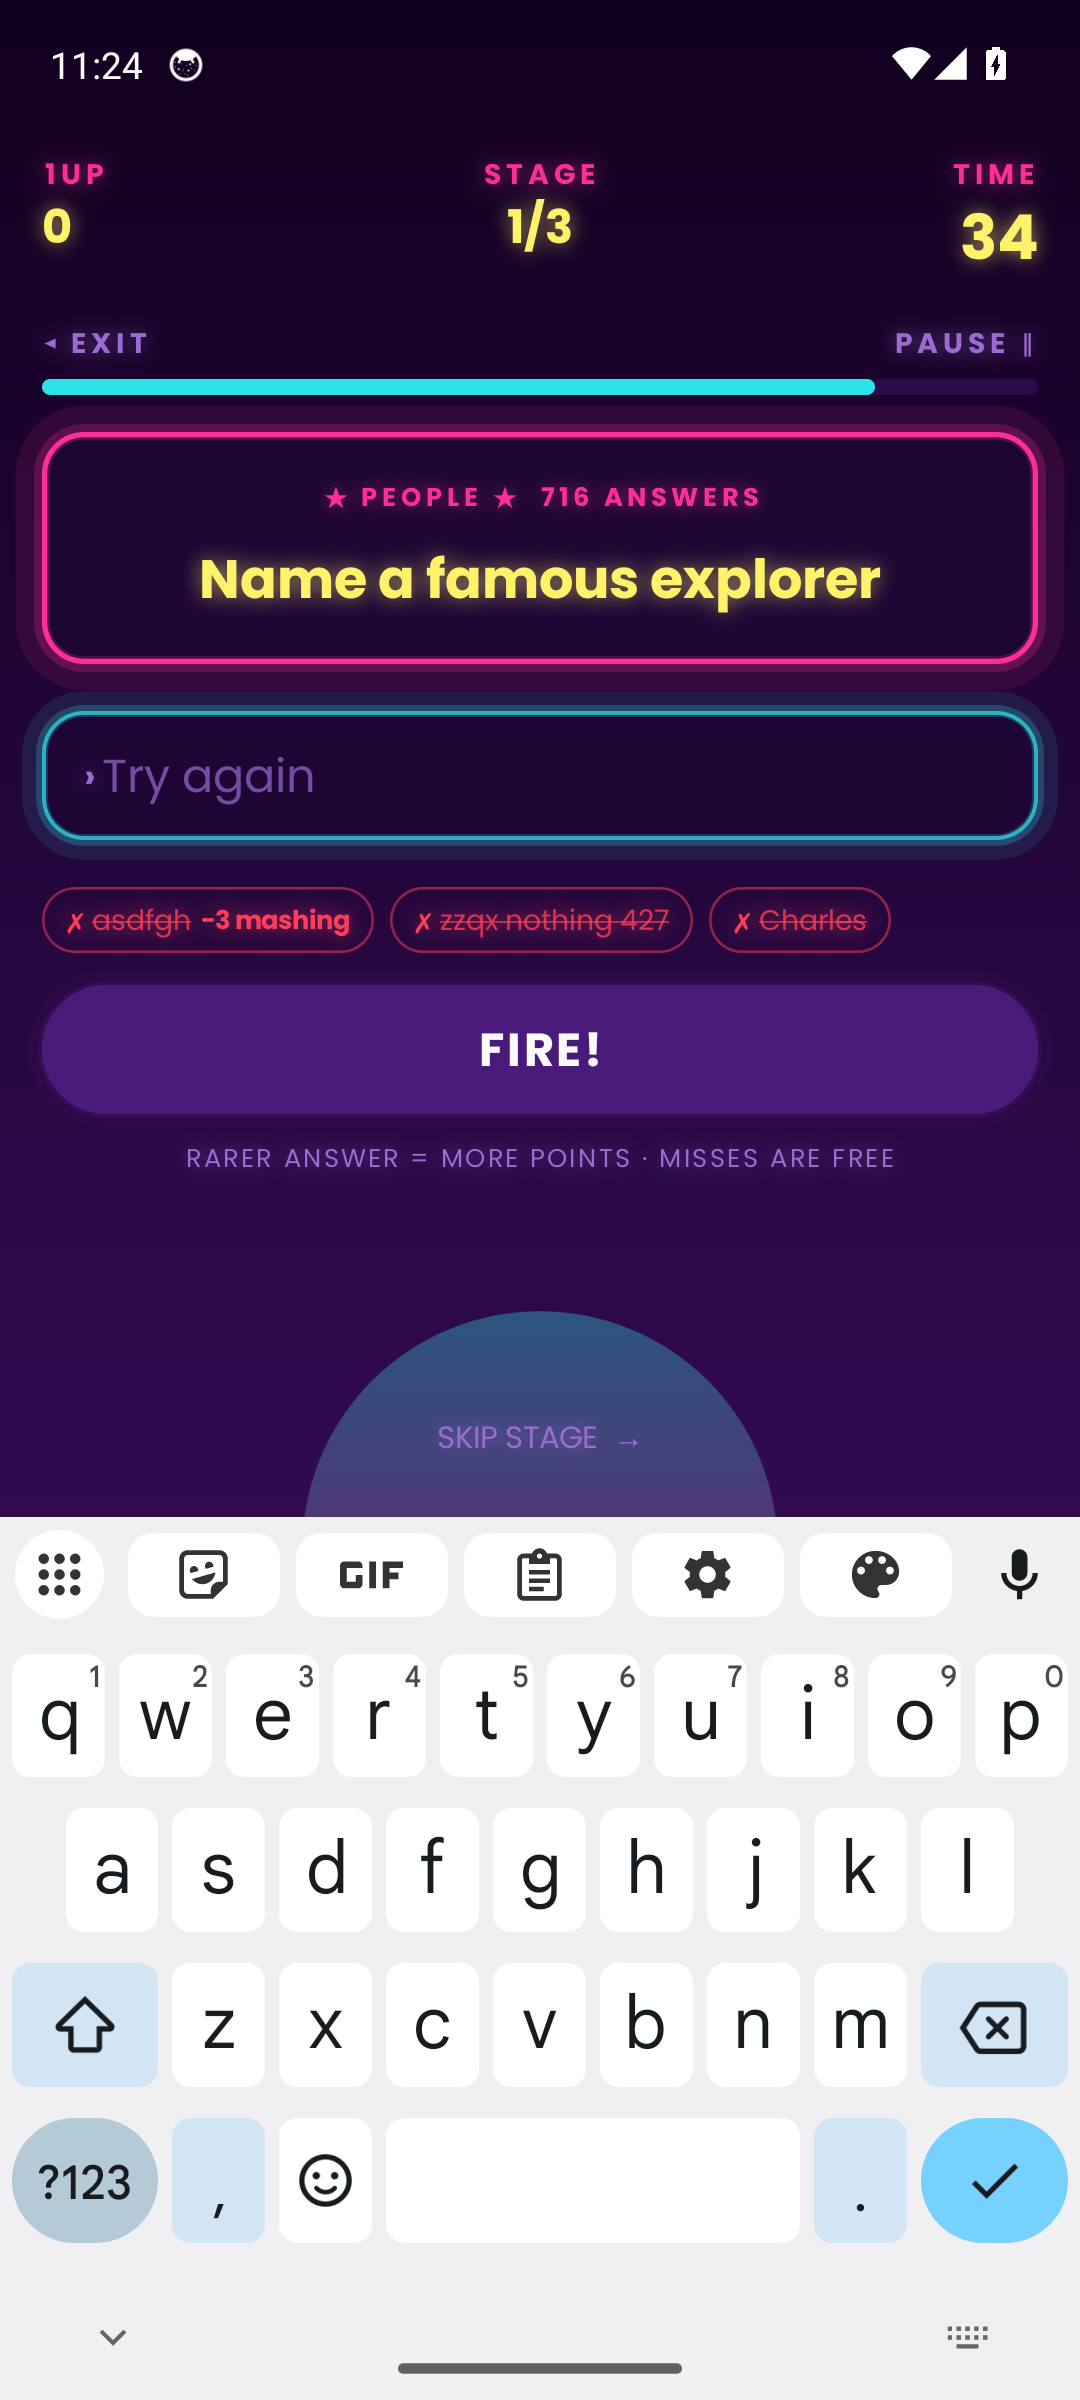 11:24
1UP STAGE TIME
0 1/3 34
◂ EXIT PAUSE ‖
★ PEOPLE ★ 716 ANSWERS
Name a famous explorer
› Try again
✗ asdfgh -3 mashing ✗ zzqx nothing 427 ✗ Charles
FIRE!
RARER ANSWER = MORE POINTS · MISSES ARE FREE
SKIP STAGE →
GIF
1 2 3 4 5 6 7 8 9 0
q w e r t y u i o p
a s d f g h j k l
z x c v b n m
?123 , .